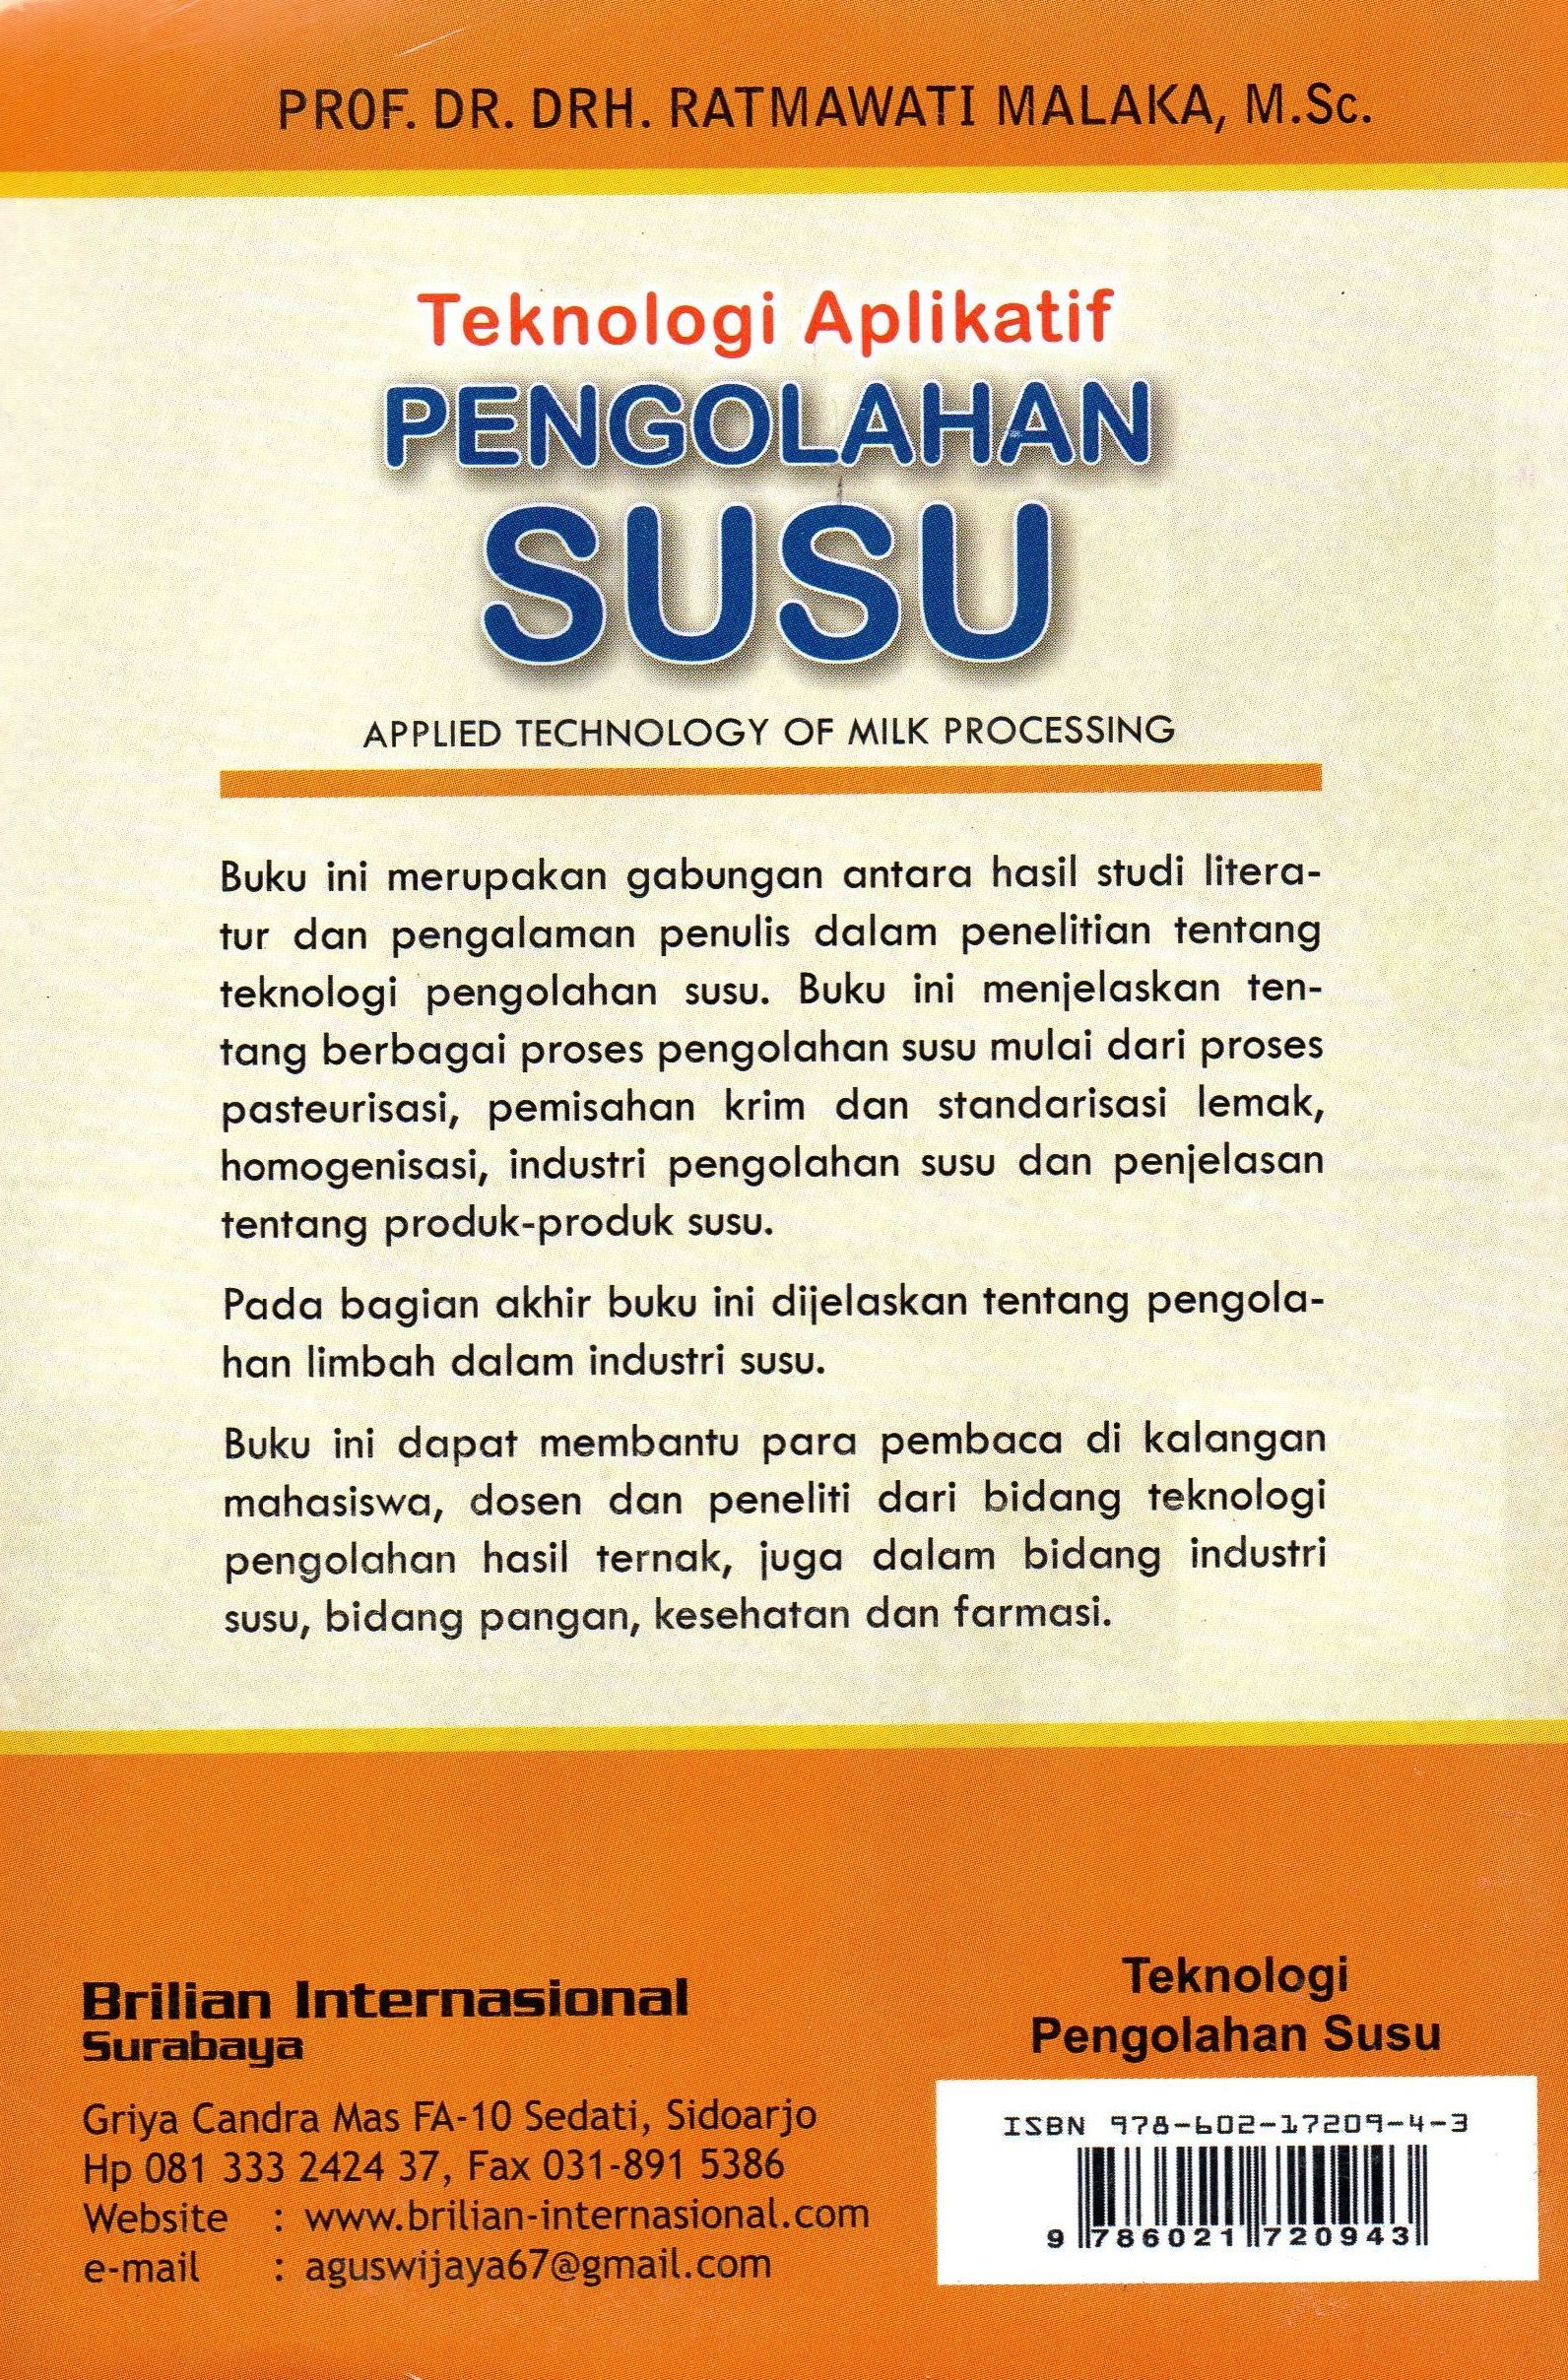 PROF. DR. DRH. RATMAWATI MALAKA, M.Sc.
Teknologi Aplikatif
PENGOLAHAN
SUSU
APPLIED TECHNOLOGY OF MILK PROCESSING
Buku ini merupakan gabungan antara hasil studi litera-
tur dan pengalaman penulis dalam penelitian tentang
teknologi pengolahan susu. Buku ini menjelaskan ten-
tang berbagai proses pengolahan susu mulai dari proses
pasteurisasi, pemisahan krim dan standarisasi lemak,
homogenisasi, industri pengolahan susu dan penjelasan
tentang produk-produk susu.
Pada bagian akhir buku ini dijelaskan tentang pengola-
han limbah dalam industri susu.
Buku ini dapat membantu para pembaca di kalangan
mahasiswa, dosen dan peneliti dari bidang teknologi
pengolahan hasil ternak, juga dalam bidang industri
susu, bidang pangan, kesehatan dan farmasi.
Brilian Internasional
Surabaya
Griya Candra Mas FA-10 Sedati, Sidoarjo
Hp 081 333 2424 37, Fax 031-891 5386
Website : www.brilian-internasional.com
e-mail : aguswijaya67@gmail.com
Teknologi
Pengolahan Susu
ISBN 978-602-17209-4-3
9 786021 720943